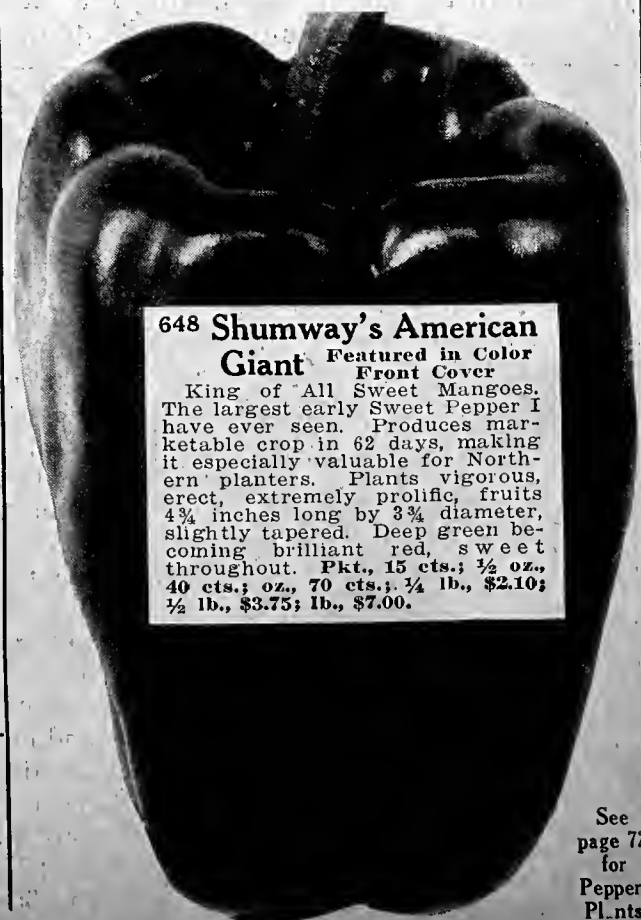 648 Shumway's American
Giant Featured in Color
Front Cover
King of All Sweet Mangoes.
The largest early Sweet Pepper I
have ever seen. Produces mar-
ketable crop in 62 days, making
it especially valuable for North-
ern planters. Plants vigorous,
erect, extremely prolific, fruits
4¾ inches long by 3¾ diameter,
slightly tapered. Deep green be-
coming brilliant red, sweet
throughout. Pkt., 15 cts.; ½ oz.,
40 cts.; oz., 70 cts.; ¼ lb., $2.10;
½ lb., $3.75; lb., $7.00.
See
page
for
Pepper